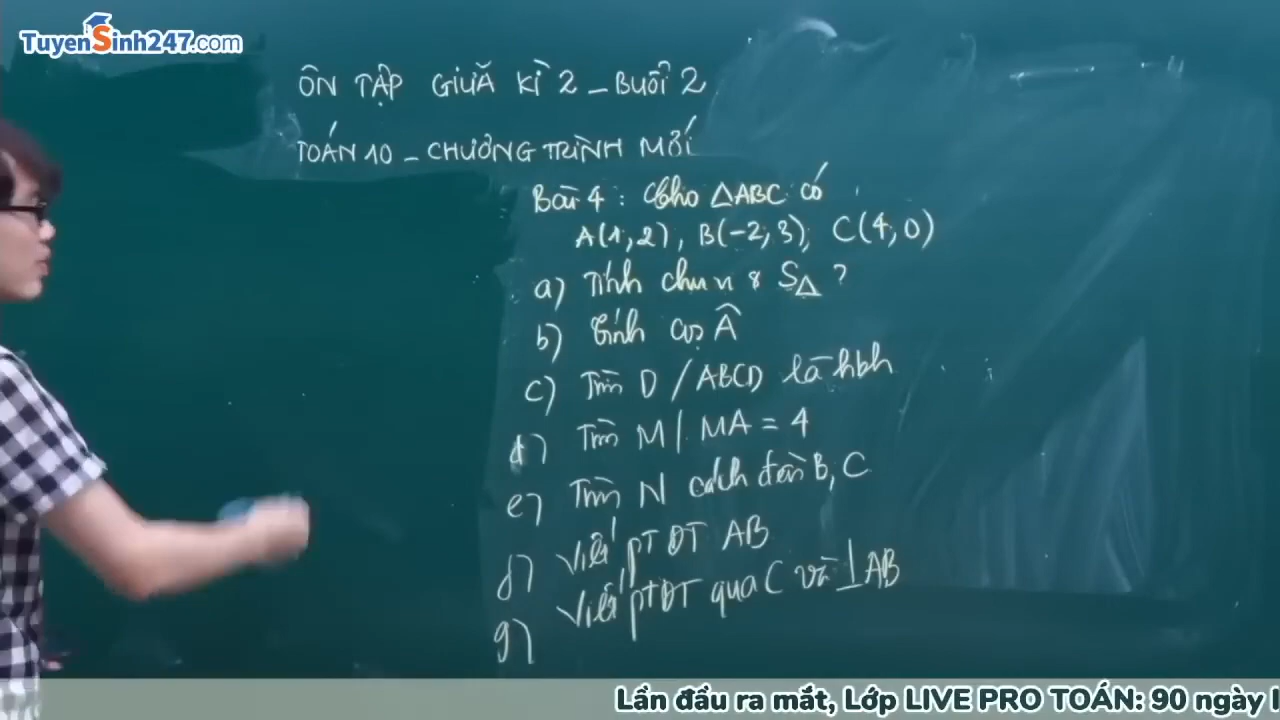 TuyenSinh247.com
ÔN TẬP GIỮA KÌ 2 - BUỔI 2
TOÁN 10 - CHƯƠNG TRÌNH MỚI
Bài 4 : Cho △ABC có
A(1,2), B(-2,3), C(4,0)
a) Tính chu vi & S△ ?
b) Tính cos Â
c) Tìm D / ABCD là hbh
d) Tìm M | MA = 4
e) Tìm N cách đều B, C
f) Viết PT ĐT AB
g) Viết PTĐT qua C và ⊥AB
Lần đầu ra mắt, Lớp LIVE PRO TOÁN: 90 ngày